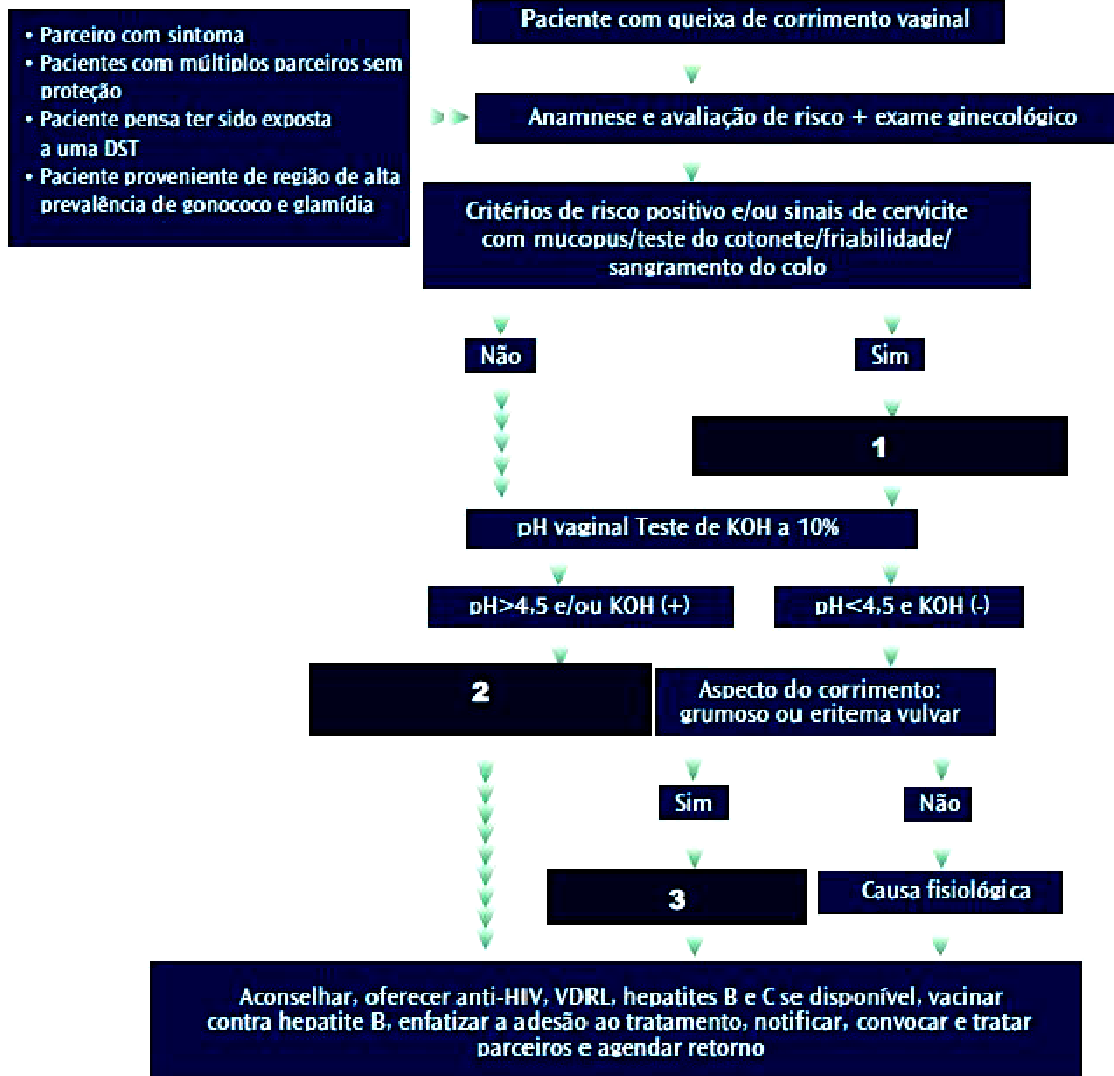 • Parceiro com sintoma
• Pacientes com múltiplos parceiros sem
proteção
• Paciente pensa ter sido exposta
a uma DST
• Paciente proveniente de região de alta
prevalência de gonococo e glamídia
Paciente com queixa de corrimento vaginal
Anamnese e avaliação de risco + exame ginecológico
Critérios de risco positivo e/ou sinais de cervicite
com mucopus/teste do cotonete/friabilidade/
sangramento do colo
Não
Sim
1
pH vaginal Teste de KOH a 10%
pH>4,5 e/ou KOH (+)
pH<4,5 e KOH (-)
2
Aspecto do corrimento:
grumoso ou eritema vulvar
Sim
Não
3
Causa fisiológica
Aconselhar, oferecer anti-HIV, VDRL, hepatites B e C se disponível, vacinar
contra hepatite B, enfatizar a adesão ao tratamento, notificar, convocar e tratar
parceiros e agendar retorno